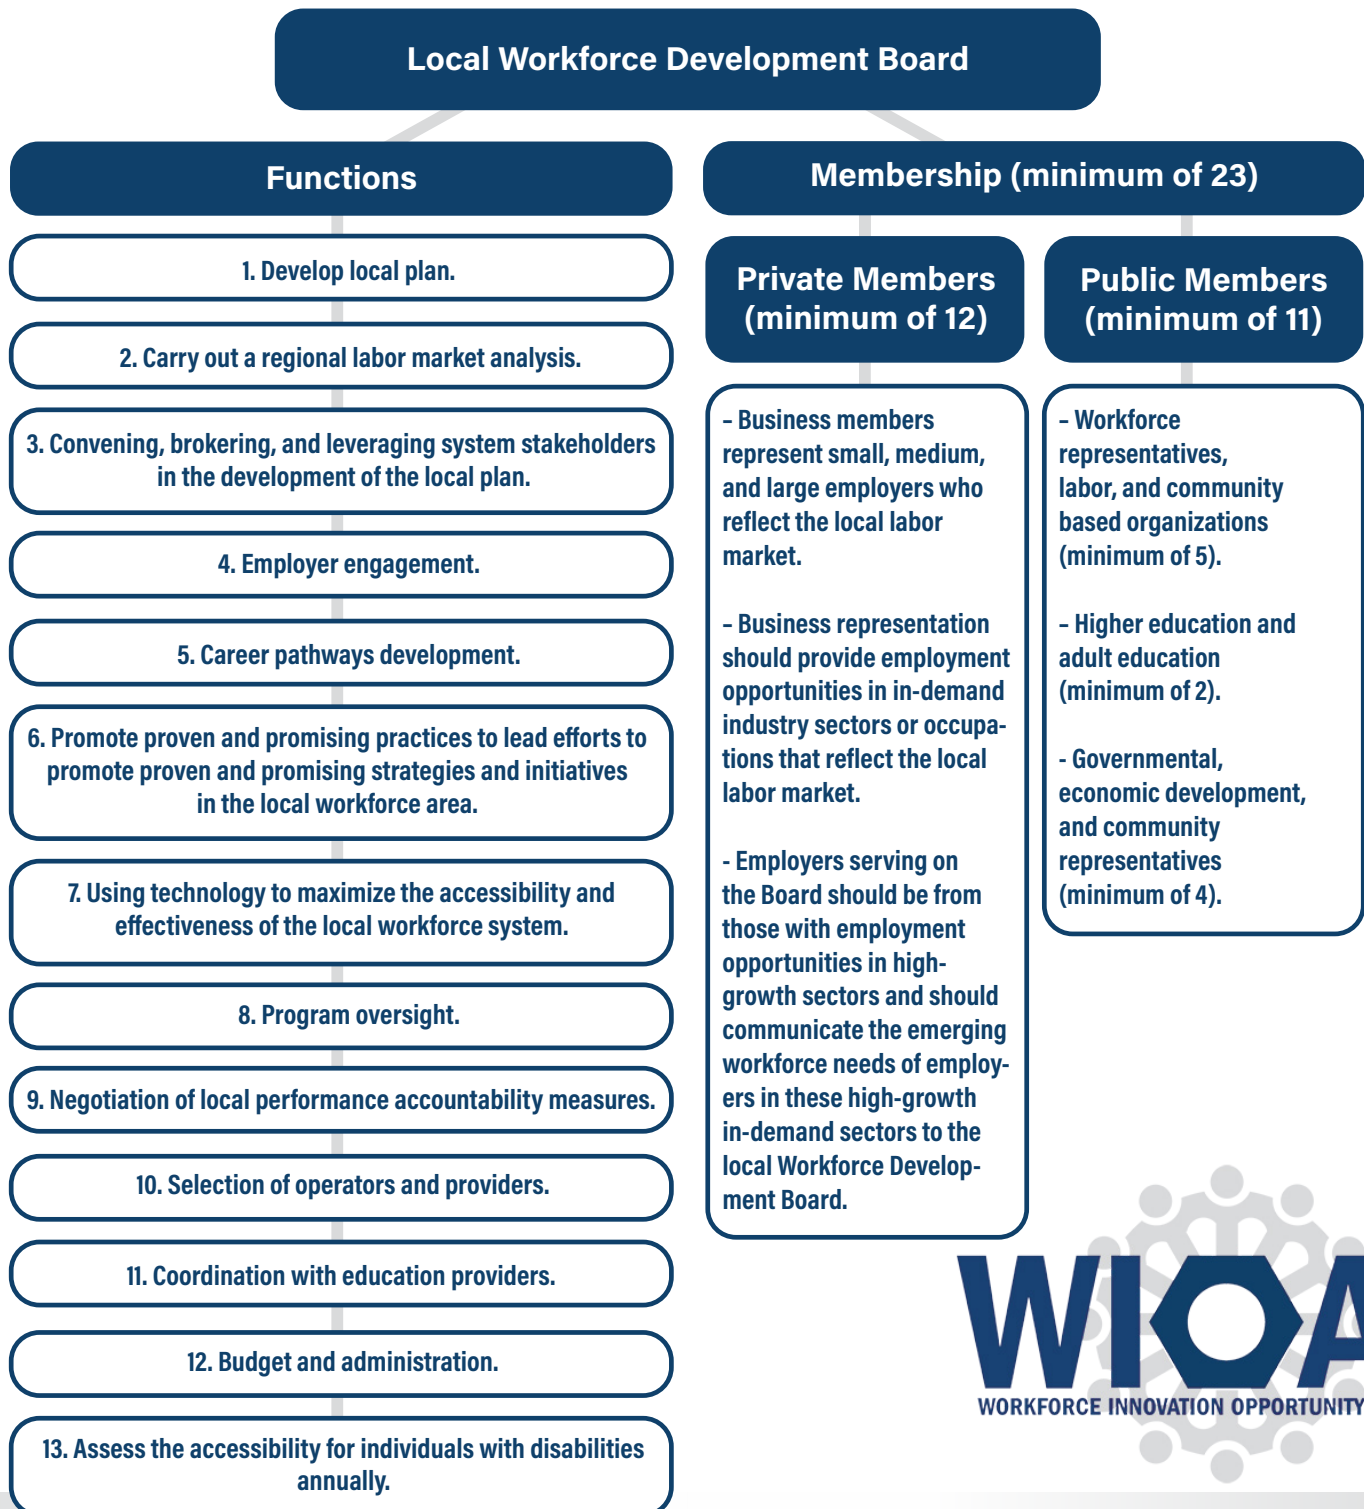 Local Workforce Development Board
Functions
1. Develop local plan.
2. Carry out a regional labor market analysis.
3. Convening, brokering, and leveraging system stakeholders
in the development of the local plan.
4. Employer engagement.
5. Career pathways development.
6. Promote proven and promising practices to lead efforts to
promote proven and promising strategies and initiatives
in the local workforce area.
7. Using technology to maximize the accessibility and
effectiveness of the local workforce system.
8. Program oversight.
9. Negotiation of local performance accountability measures.
10. Selection of operators and providers.
11. Coordination with education providers.
12. Budget and administration.
13. Assess the accessibility for individuals with disabilities
annually.
Membership (minimum of 23)
Private Members
(minimum of 12)
– Business members
represent small, medium,
and large employers who
reflect the local labor
market.
– Business representation
should provide employment
opportunities in in-demand
industry sectors or occupa-
tions that reflect the local
labor market.
- Employers serving on
the Board should be from
those with employment
opportunities in high-
growth sectors and should
communicate the emerging
workforce needs of employ-
ers in these high-growth
in-demand sectors to the
local Workforce Develop-
ment Board.
Public Members
(minimum of 11)
– Workforce
representatives,
labor, and community
based organizations
(minimum of 5).
– Higher education and
adult education
(minimum of 2).
- Governmental,
economic development,
and community
representatives
(minimum of 4).
WIOA
WORKFORCE INNOVATION OPPORTUNITY